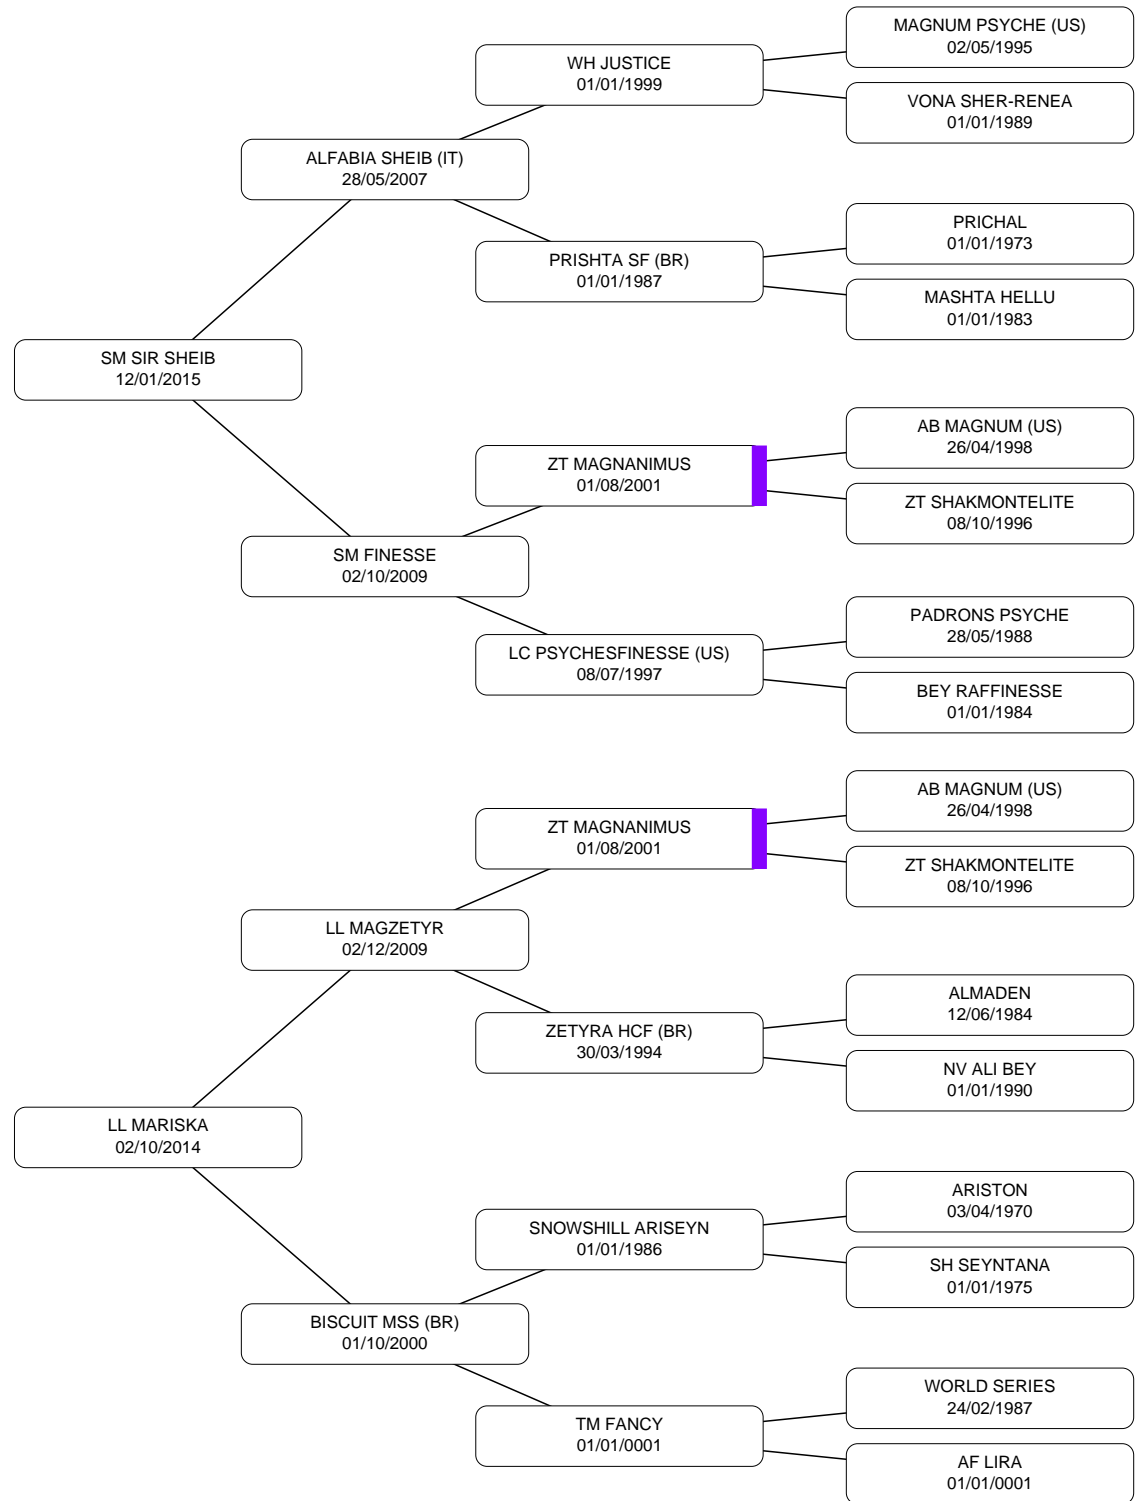 MAGNUM PSYCHE (US)
02/05/1995
WH JUSTICE
01/01/1999
VONA SHER-RENEA
01/01/1989
ALFABIA SHEIB (IT)
28/05/2007
PRICHAL
01/01/1973
PRISHTA SF (BR)
01/01/1987
MASHTA HELLU
01/01/1983
SM SIR SHEIB
12/01/2015
AB MAGNUM (US)
26/04/1998
ZT MAGNANIMUS
01/08/2001
ZT SHAKMONTELITE
08/10/1996
SM FINESSE
02/10/2009
PADRONS PSYCHE
28/05/1988
LC PSYCHESFINESSE (US)
08/07/1997
BEY RAFFINESSE
01/01/1984
AB MAGNUM (US)
26/04/1998
ZT MAGNANIMUS
01/08/2001
ZT SHAKMONTELITE
08/10/1996
LL MAGZETYR
02/12/2009
ALMADEN
12/06/1984
ZETYRA HCF (BR)
30/03/1994
NV ALI BEY
01/01/1990
LL MARISKA
02/10/2014
ARISTON
03/04/1970
SNOWSHILL ARISEYN
01/01/1986
SH SEYNTANA
01/01/1975
BISCUIT MSS (BR)
01/10/2000
WORLD SERIES
24/02/1987
TM FANCY
01/01/0001
AF LIRA
01/01/0001